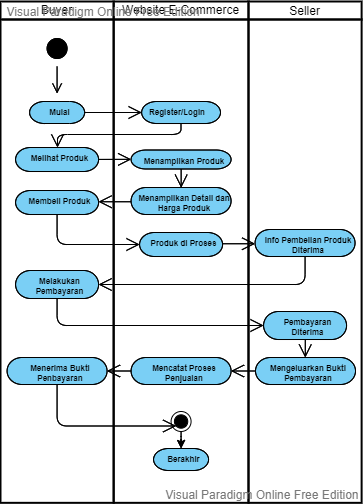 Buyer
Website E-Commerce
Seller
Visual Paradigm Online Free Edition
Mulai
Register/Login
Melihat Produk
Menampilkan Produk
Membeli Produk
Menampilkan Detail dan
Harga Produk
Produk di Proses
Info Pembelian Produk
Diterima
Melakukan
Pembayaran
Pembayaran
Diterima
Menerima Bukti
Penbayaran
Mencatat Proses
Penjualan
Mengeluarkan Bukti
Pembayaran
Berakhir
Visual Paradigm Online Free Edition